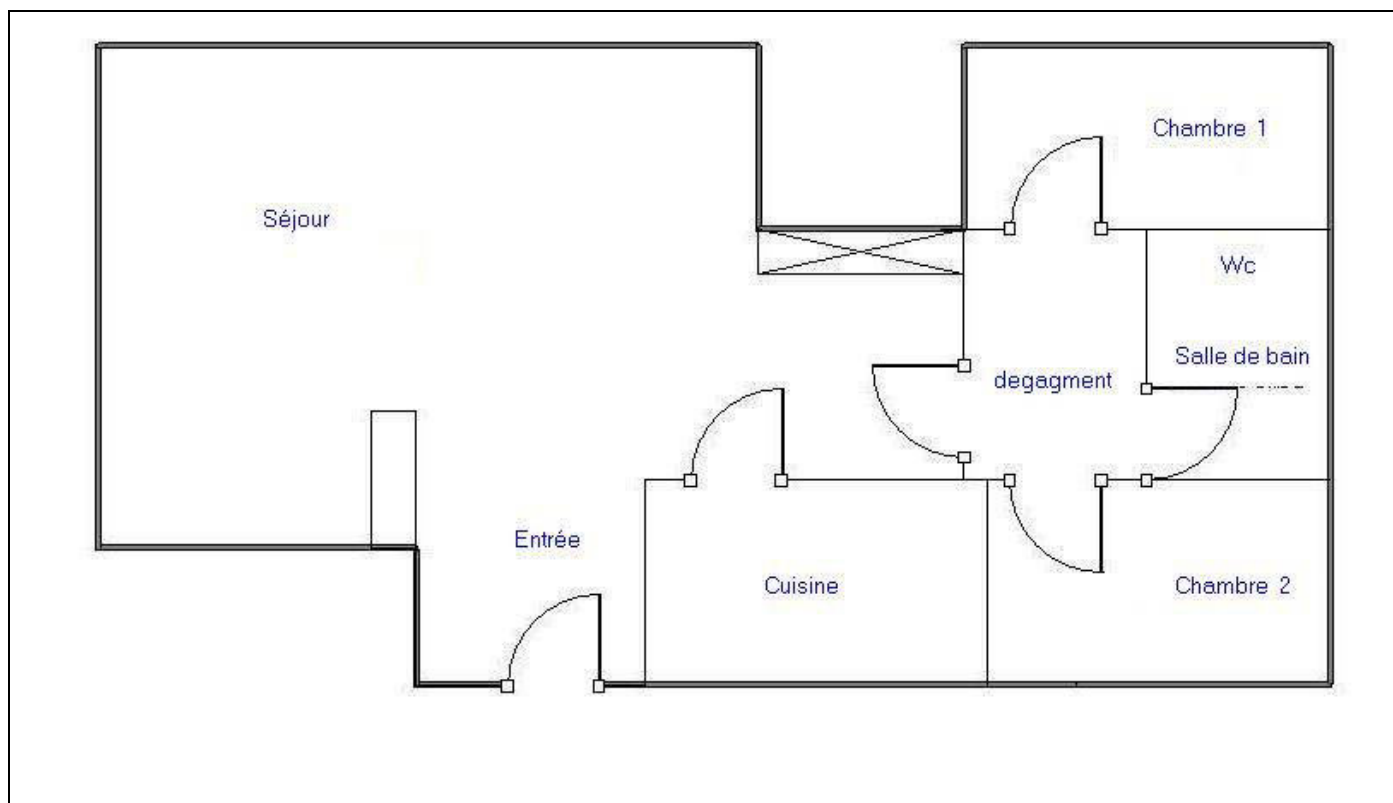 Chambre 1
Séjour
Wc
Salle de bain
degagment
Entrée
Cuisine
Chambre 2